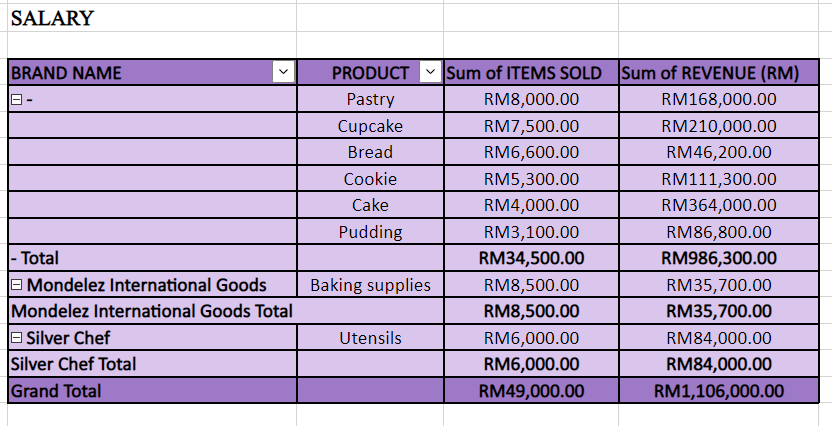 SALARY
BRAND NAME PRODUCT Sum of ITEMS SOLD Sum of REVENUE (RM)
- Pastry RM8,000.00 RM168,000.00
Cupcake RM7,500.00 RM210,000.00
Bread RM6,600.00 RM46,200.00
Cookie RM5,300.00 RM111,300.00
Cake RM4,000.00 RM364,000.00
Pudding RM3,100.00 RM86,800.00
- Total RM34,500.00 RM986,300.00
Mondelez International Goods Baking supplies RM8,500.00 RM35,700.00
Mondelez International Goods Total RM8,500.00 RM35,700.00
Silver Chef Utensils RM6,000.00 RM84,000.00
Silver Chef Total RM6,000.00 RM84,000.00
Grand Total RM49,000.00 RM1,106,000.00